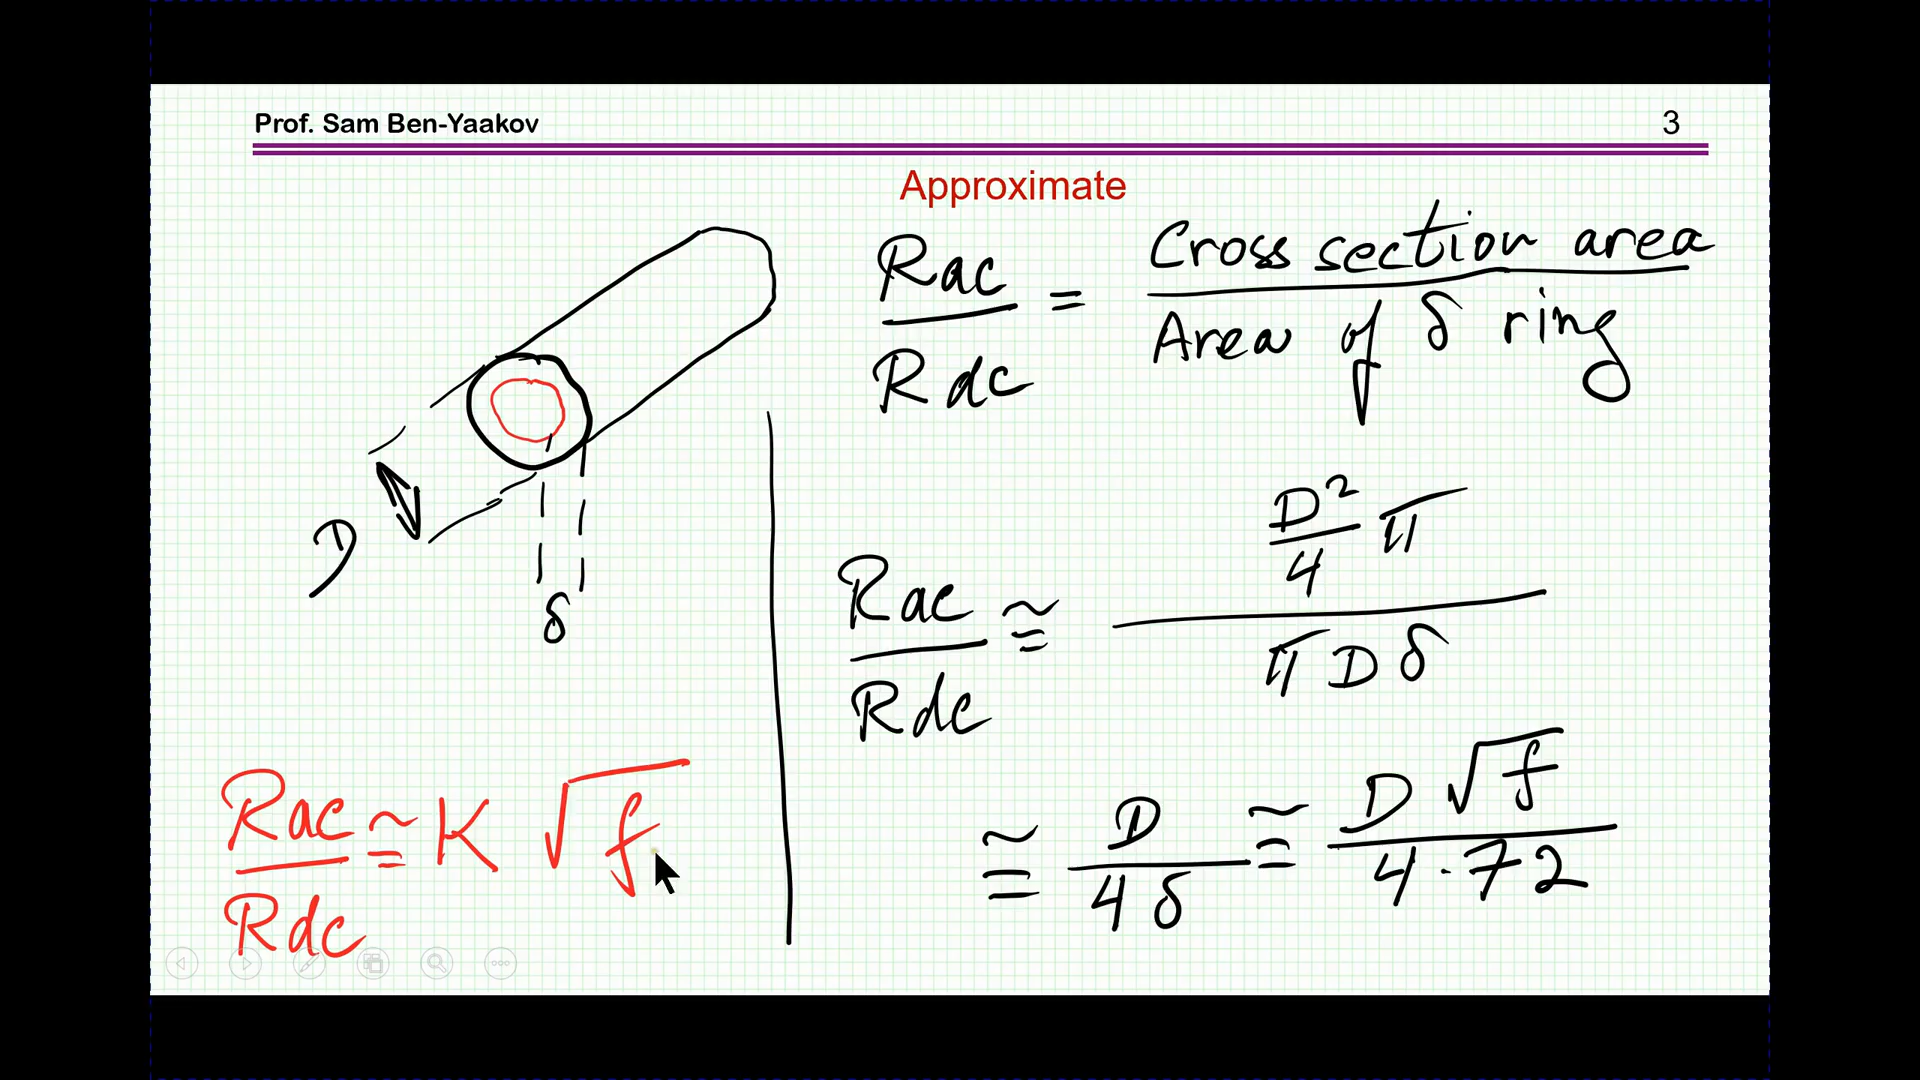 Prof. Sam Ben-Yaakov
3
Approximate
D
δ
Rac/Rdc = Cross section area / Area of δ ring
Rac/Rdc ≅ (D²/4 π) / (π D δ)
≅ D/(4 δ) ≅ D √f / (4 · 72)
Rac/Rdc ≅ K √f